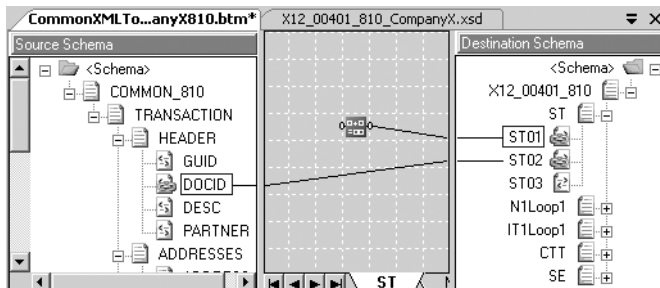 CommonXMLTo...anyX810.btm*
X12_00401_810_CompanyX.xsd
Source Schema
<Schema>
COMMON_810
TRANSACTION
HEADER
GUID
DOCID
DESC
PARTNER
ADDRESSES
ST
Destination Schema
<Schema>
X12_00401_810
ST
ST01
ST02
ST03
N1Loop1
IT1Loop1
CTT
SE